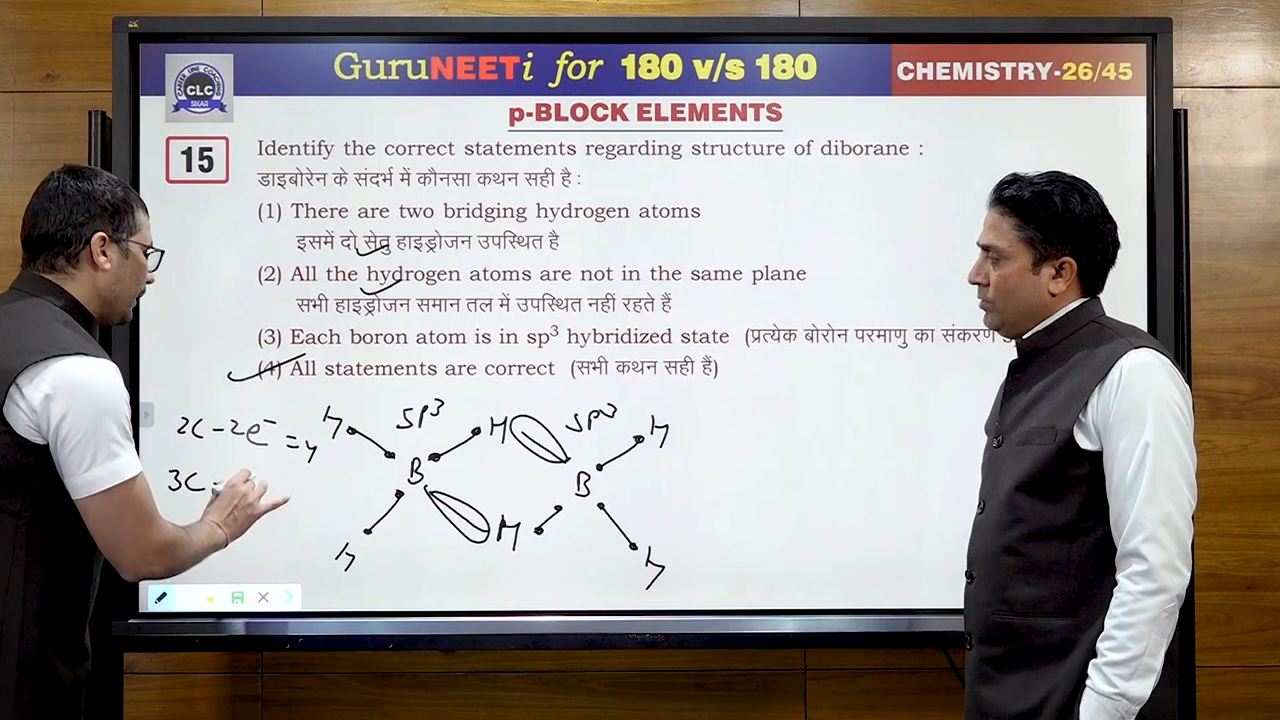 GuruNEETi for 180 v/s 180
CHEMISTRY-26/45
CAREER LINE COACHING
CLC
SIKAR
p-BLOCK ELEMENTS
15
Identify the correct statements regarding structure of diborane :
डाइबोरेन के संदर्भ में कौनसा कथन सही है :
(1) There are two bridging hydrogen atoms
इसमें दो सेतु हाइड्रोजन उपस्थित है
(2) All the hydrogen atoms are not in the same plane
सभी हाइड्रोजन समान तल में उपस्थित नहीं रहते हैं
(3) Each boron atom is in sp³ hybridized state (प्रत्येक बोरोन परमाणु का संकरण
(4) All statements are correct (सभी कथन सही हैं)
2C-2e⁻ = 4
3C
H SP³ H SP³ H
B B
H H H